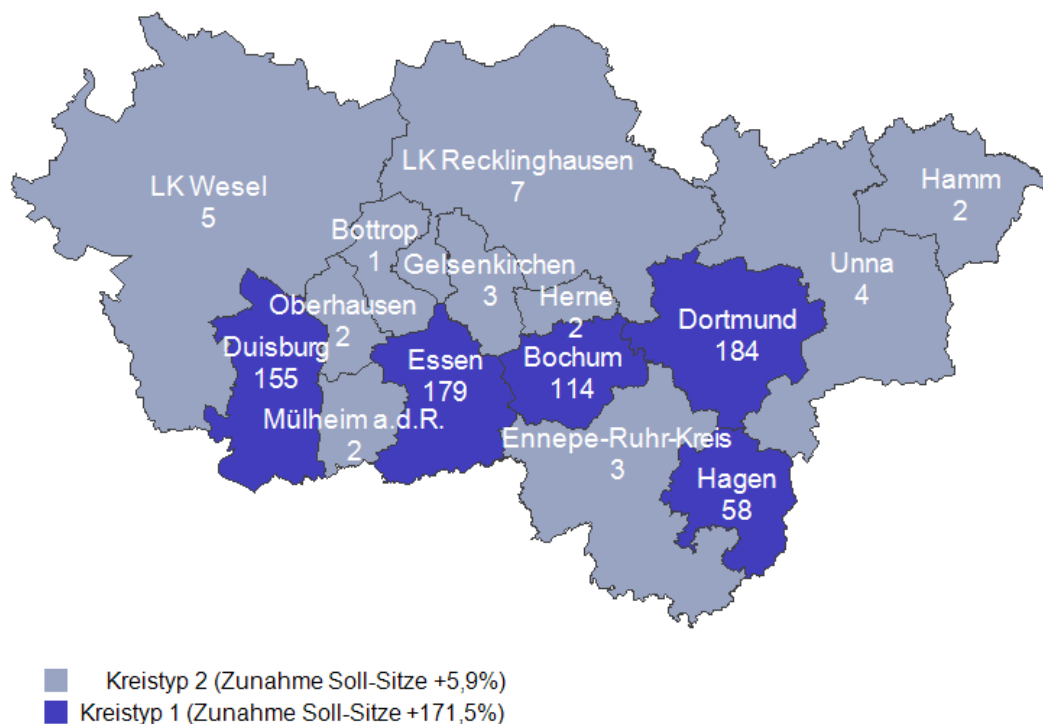 LK Recklinghausen
7
LK Wesel
5
Hamm
2
Bottrop
1
Gelsenkirchen
3
Unna
4
Oberhausen
2
Herne
2
Duisburg
155
Essen
179
Bochum
114
Dortmund
184
Mülheim a.d.R.
2
Ennepe-Ruhr-Kreis
3
Hagen
58
Kreistyp 2 (Zunahme Soll-Sitze +5,9%)
Kreistyp 1 (Zunahme Soll-Sitze +171,5%)